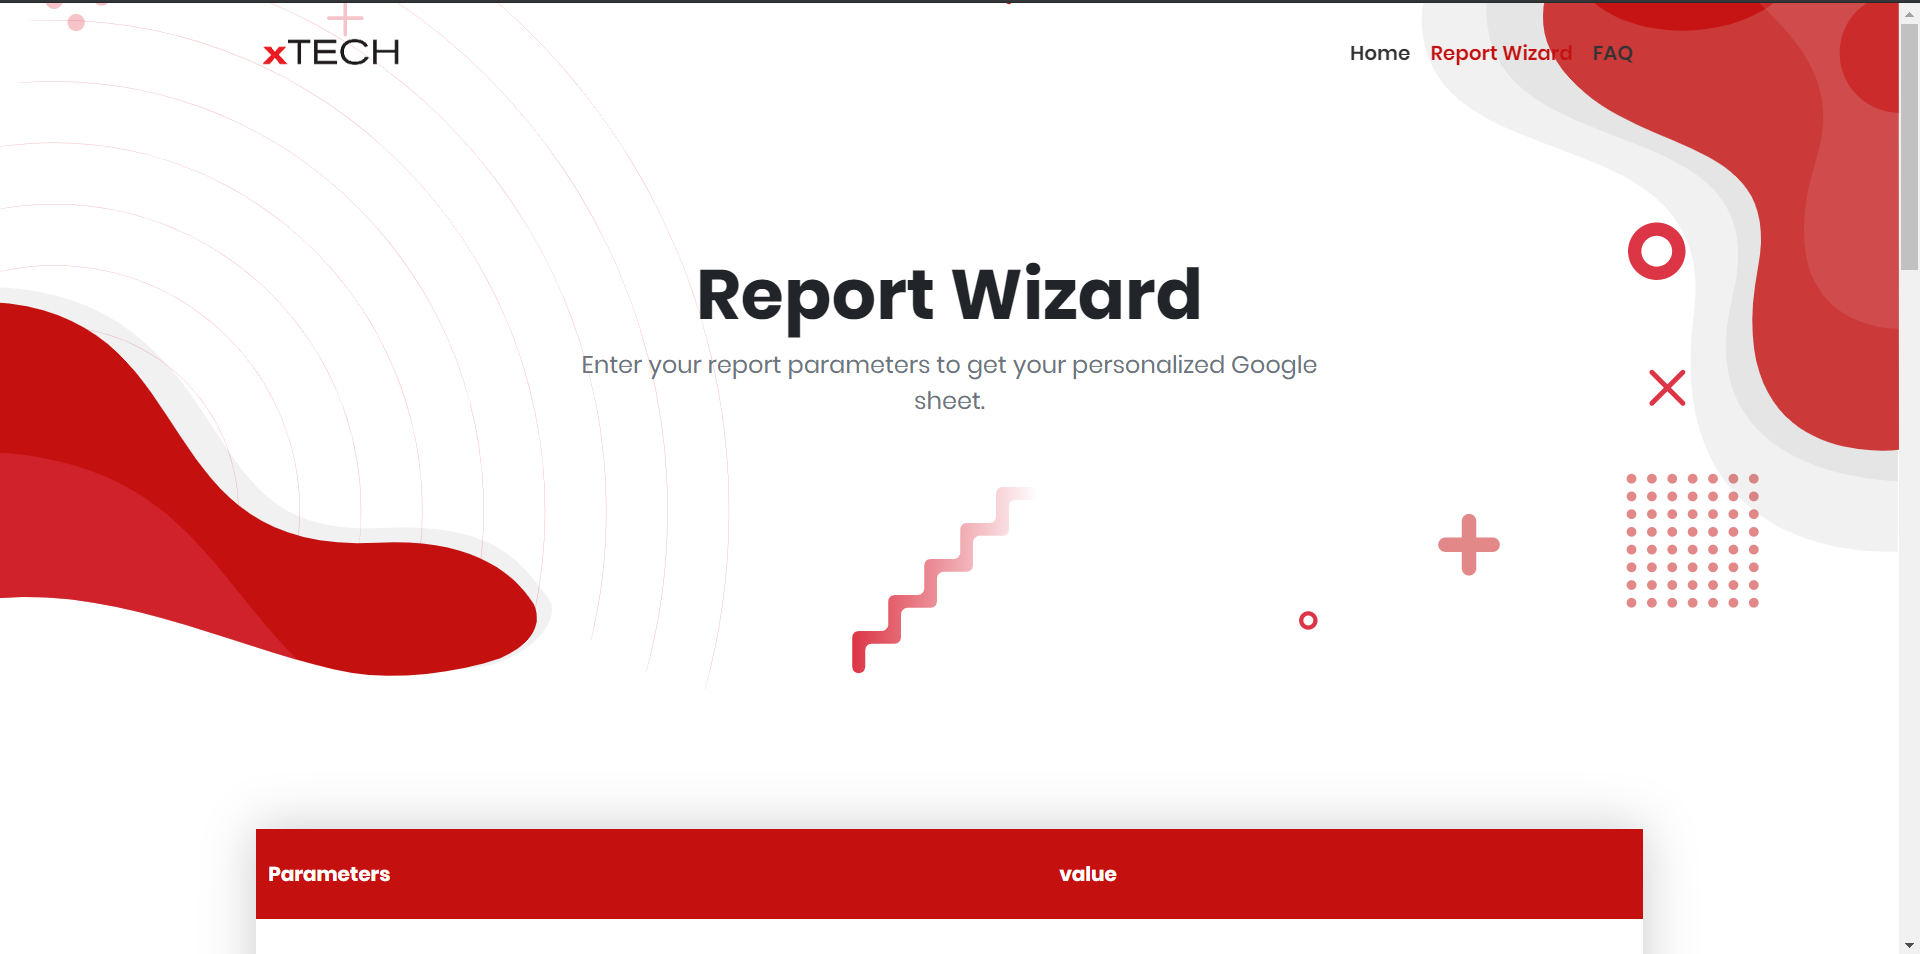 xTECH
Home Report Wizard FAQ
Report Wizard
Enter your report parameters to get your personalized Google
sheet.
Parameters value